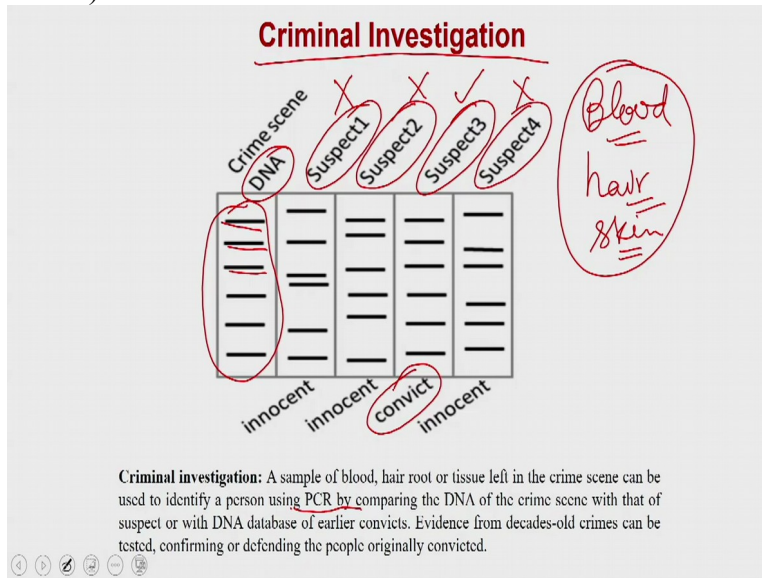 Criminal Investigation
Crime scene
DNA
Suspect1
Suspect2
Suspect3
Suspect4
Blood
hair
skin
innocent
innocent
convict
innocent
Criminal investigation: A sample of blood, hair root or tissue left in the crime scene can be
used to identify a person using PCR by comparing the DNA of the crime scene with that of
suspect or with DNA database of earlier convicts. Evidence from decades-old crimes can be
tested, confirming or defending the people originally convicted.